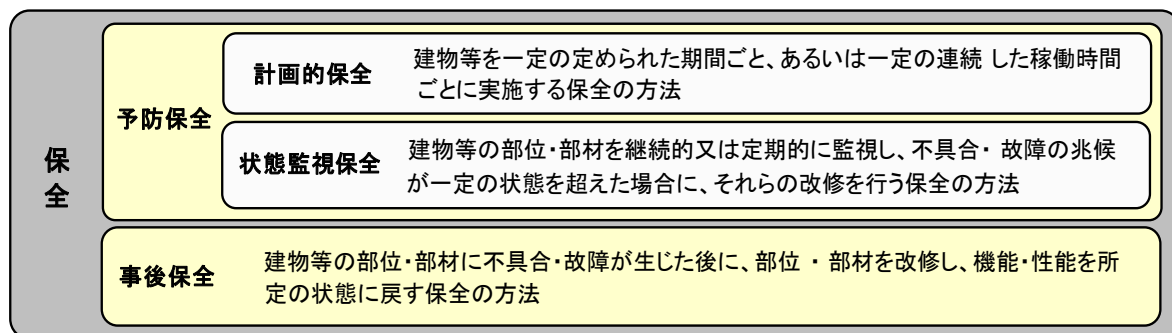 保全
予防保全
計画的保全
建物等を一定の定められた期間ごと、あるいは一定の連続 した稼働時間
ごとに実施する保全の方法
状態監視保全
建物等の部位・部材を継続的又は定期的に監視し、不具合・ 故障の兆候
が一定の状態を超えた場合に、それらの改修を行う保全の方法
事後保全
建物等の部位・部材に不具合・故障が生じた後に、部位 ・ 部材を改修し、機能・性能を所
定の状態に戻す保全の方法